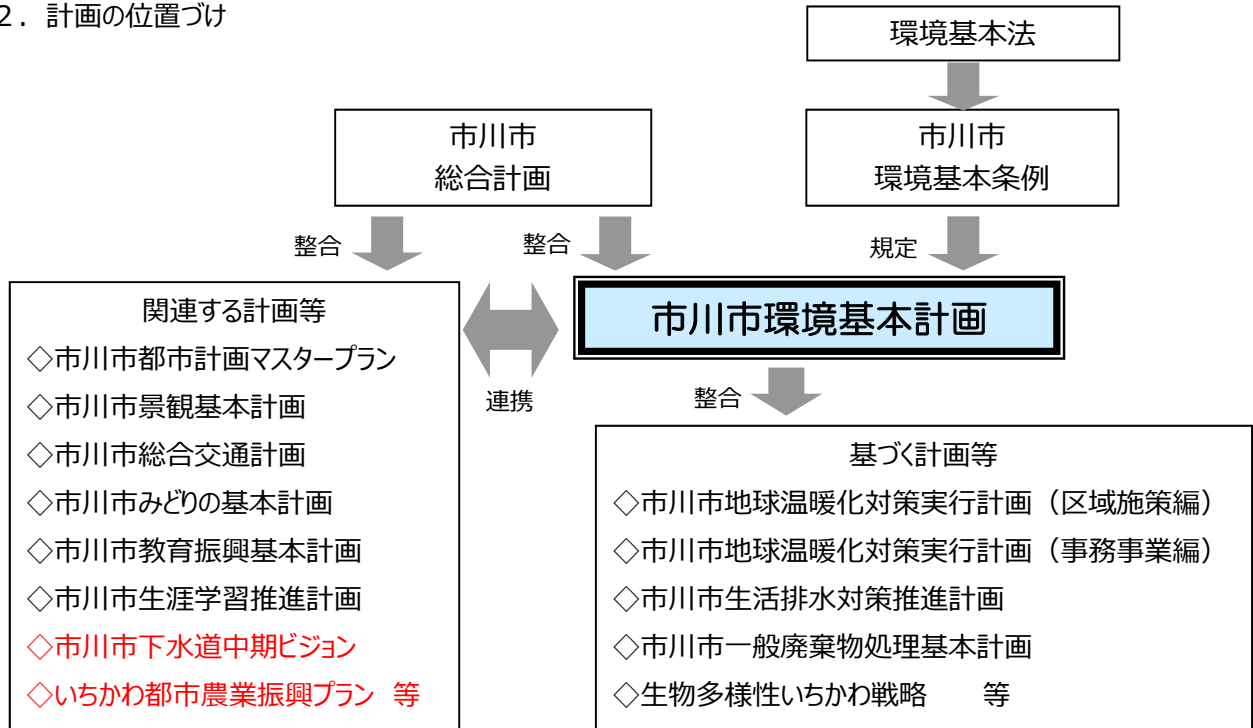 ２．計画の位置づけ
環境基本法
市川市
総合計画
市川市
環境基本条例
整合
整合
規定
関連する計画等
◇市川市都市計画マスタープラン
◇市川市景観基本計画
◇市川市総合交通計画
◇市川市みどりの基本計画
◇市川市教育振興基本計画
◇市川市生涯学習推進計画
◇市川市下水道中期ビジョン
◇いちかわ都市農業振興プラン 等
連携
市川市環境基本計画
整合
基づく計画等
◇市川市地球温暖化対策実行計画（区域施策編）
◇市川市地球温暖化対策実行計画（事務事業編）
◇市川市生活排水対策推進計画
◇市川市一般廃棄物処理基本計画
◇生物多様性いちかわ戦略　　等